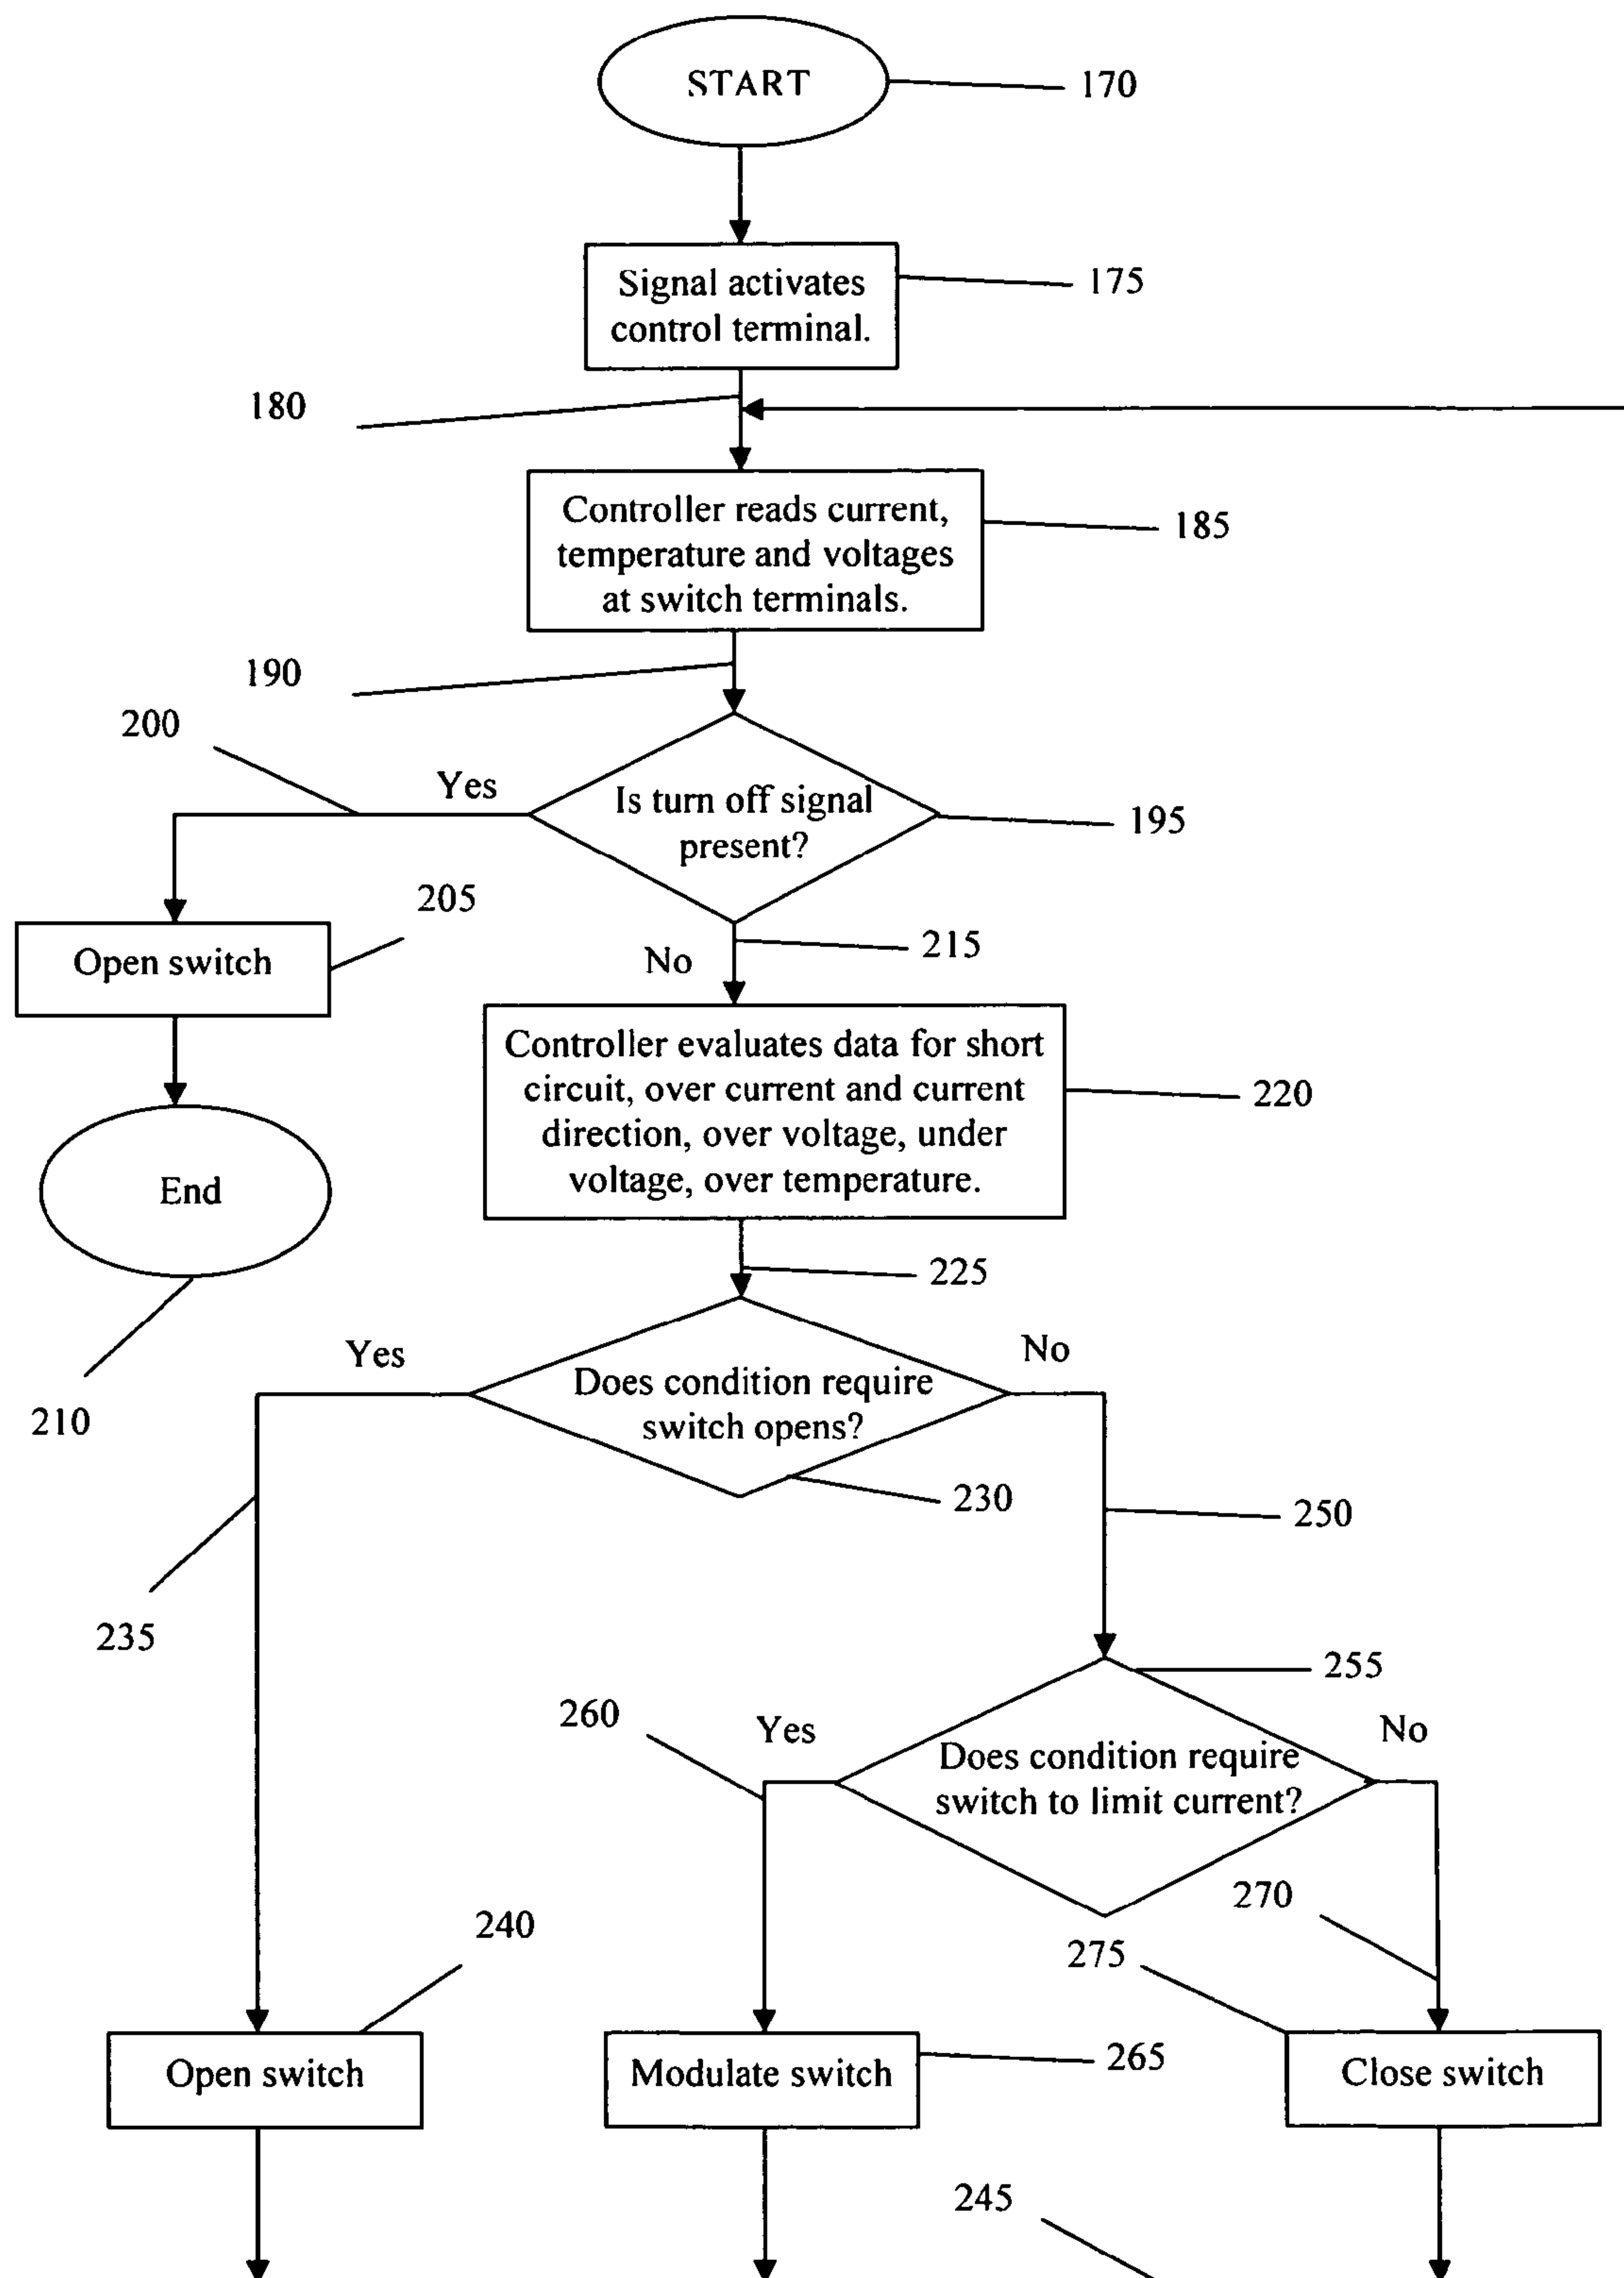 START
170
Signal activates
control terminal.
175
180
Controller reads current,
temperature and voltages
at switch terminals.
185
190
200
Yes
Is turn off signal
present?
195
205
Open switch
215
No
Controller evaluates data for short
circuit, over current and current
direction, over voltage, under
voltage, over temperature.
220
End
210
225
Yes
No
Does condition require
switch opens?
230
235
250
255
260
Yes
No
Does condition require
switch to limit current?
270
275
240
Open switch
Modulate switch
265
Close switch
245